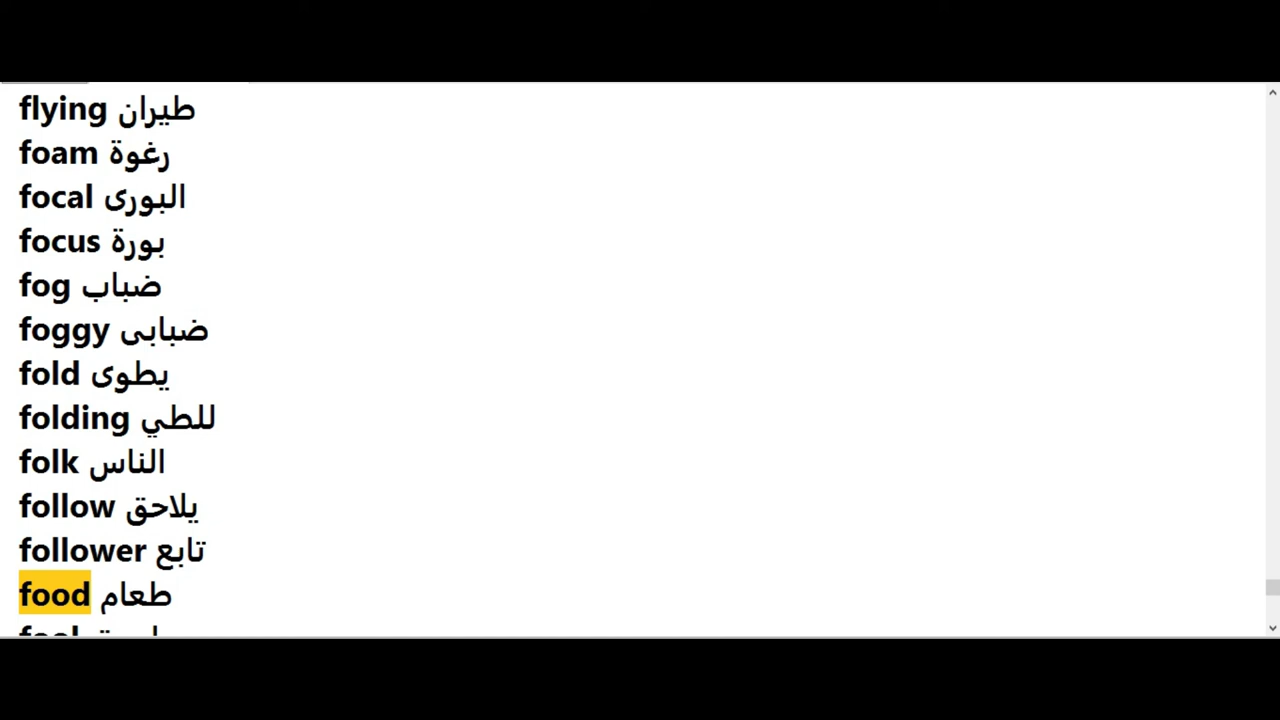 flying طيران
foam رغوة
focal البورى
focus بورة
fog ضباب
foggy ضبابى
fold يطوى
folding للطي
folk الناس
follow يلاحق
follower تابع
food طعام